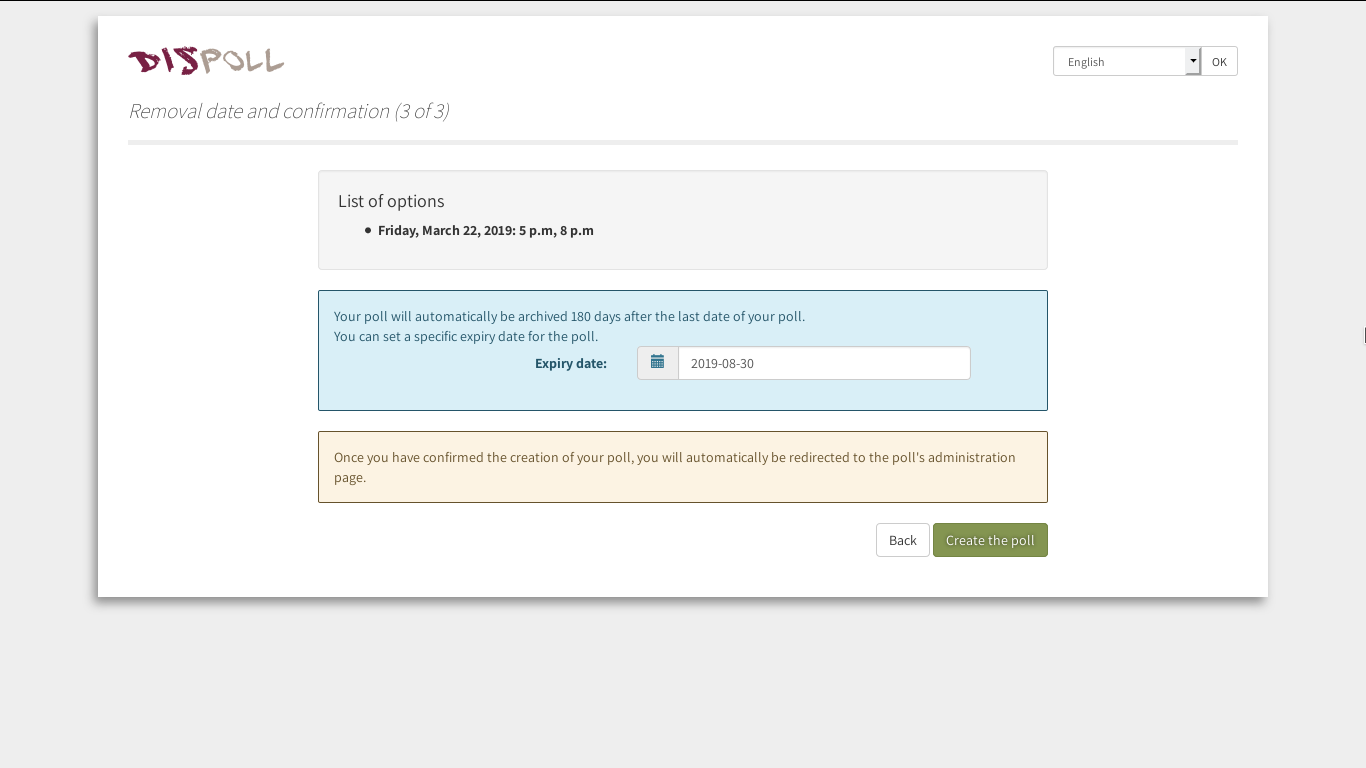 DISPOLL
English
OK
Removal date and confirmation (3 of 3)
List of options
• Friday, March 22, 2019: 5 p.m, 8 p.m
Your poll will automatically be archived 180 days after the last date of your poll.
You can set a specific expiry date for the poll.
Expiry date:
2019-08-30
Once you have confirmed the creation of your poll, you will automatically be redirected to the poll's administration
page.
Back
Create the poll